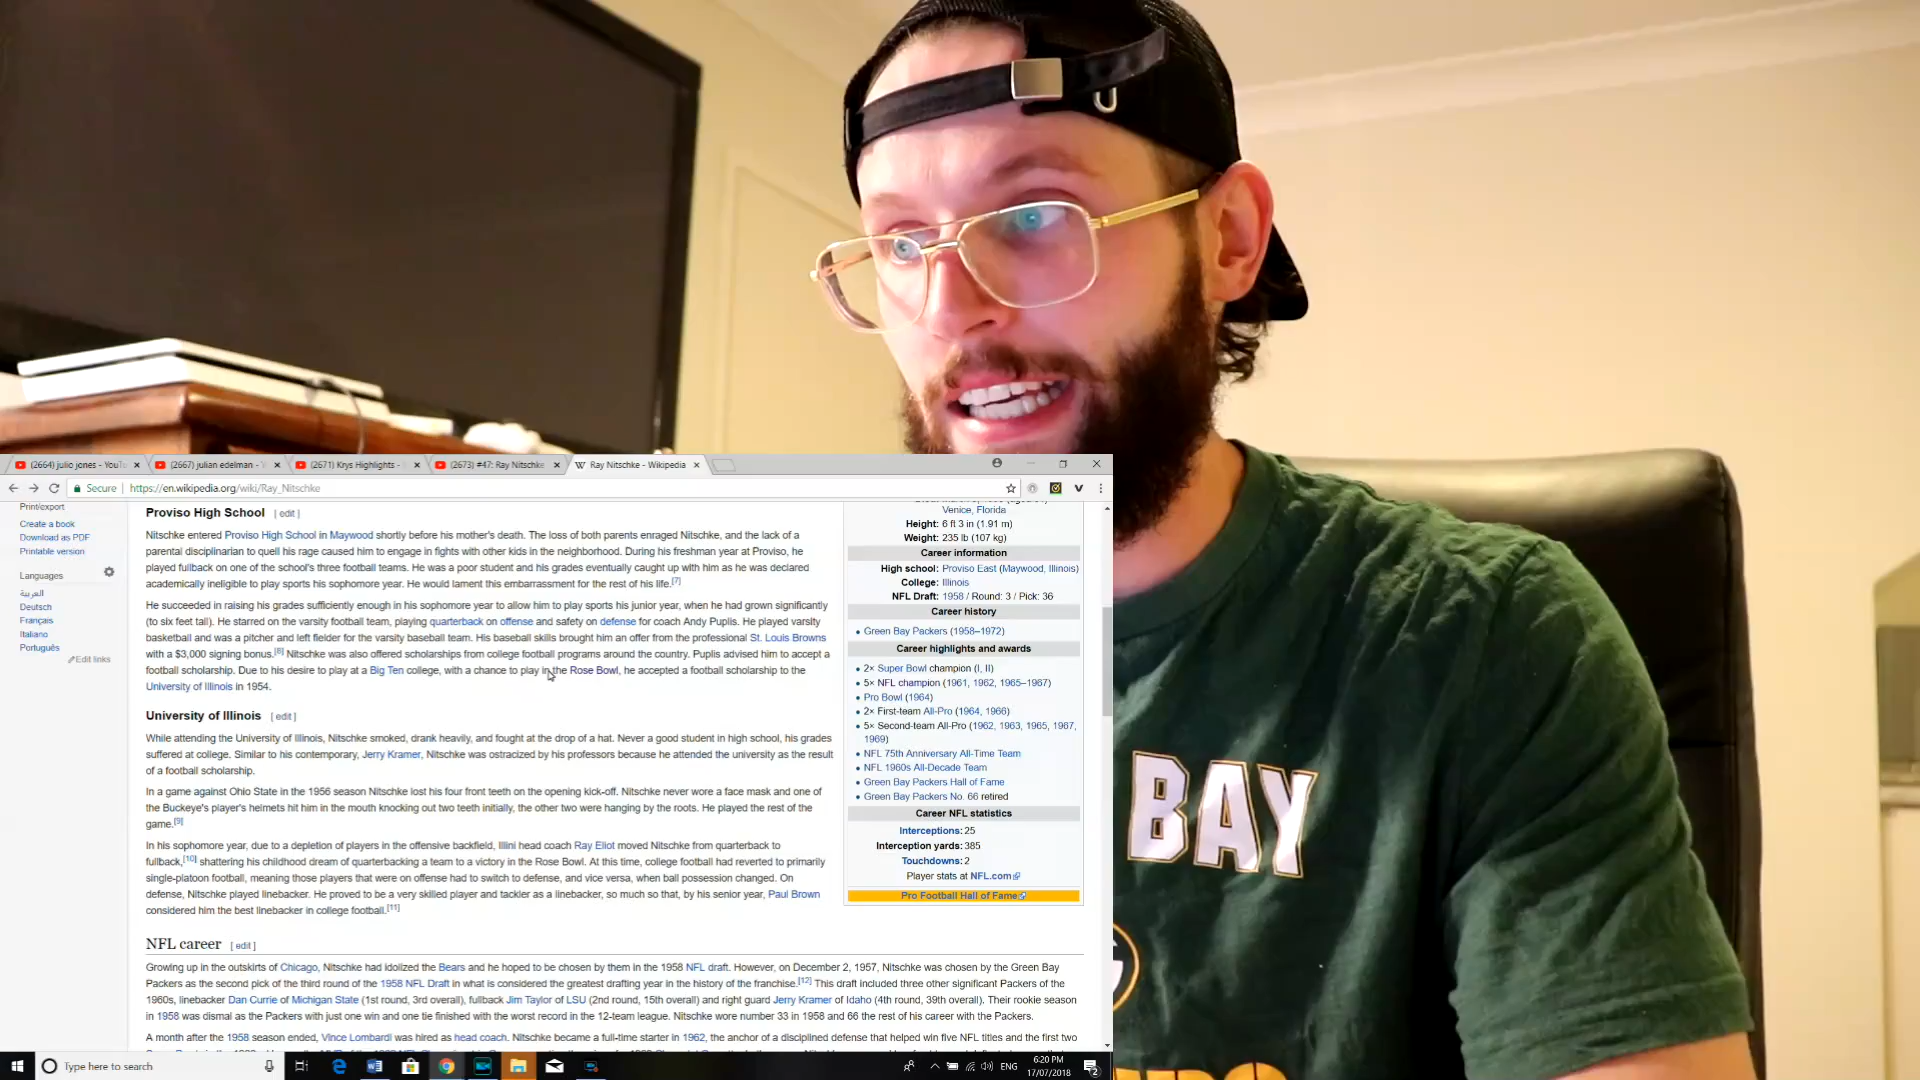 (2664) julio jones - YouT
(2667) julian edelman - Y
(2671) Krys Highlights -
(2673) #47: Ray Nitschke
Ray Nitschke - Wikipedia
Secure
https://en.wikipedia.org/wiki/Ray_Nitschke
Print/export
Create a book
Download as PDF
Printable version
Languages
العربية
Deutsch
Français
Italiano
Português
Edit links
Proviso High School [ edit ]
Nitschke entered Proviso High School in Maywood shortly before his mother's death. The loss of both parents enraged Nitschke, and the lack of a
parental disciplinarian to quell his rage caused him to engage in fights with other kids in the neighborhood. During his freshman year at Proviso, he
played fullback on one of the school's three football teams. He was a poor student and his grades eventually caught up with him as he was declared
academically ineligible to play sports his sophomore year. He would lament this embarrassment for the rest of his life.[7]
He succeeded in raising his grades sufficiently enough in his sophomore year to allow him to play sports his junior year, when he had grown significantly
(to six feet tall). He starred on the varsity football team, playing quarterback on offense and safety on defense for coach Andy Puplis. He played varsity
basketball and was a pitcher and left fielder for the varsity baseball team. His baseball skills brought him an offer from the professional St. Louis Browns
with a $3,000 signing bonus.[8] Nitschke was also offered scholarships from college football programs around the country. Puplis advised him to accept a
football scholarship. Due to his desire to play at a Big Ten college, with a chance to play in the Rose Bowl, he accepted a football scholarship to the
University of Illinois in 1954.
University of Illinois [ edit ]
While attending the University of Illinois, Nitschke smoked, drank heavily, and fought at the drop of a hat. Never a good student in high school, his grades
suffered at college. Similar to his contemporary, Jerry Kramer, Nitschke was ostracized by his professors because he attended the university as the result
of a football scholarship.
In a game against Ohio State in the 1956 season Nitschke lost his four front teeth on the opening kick-off. Nitschke never wore a face mask and one of
the Buckeye's player's helmets hit him in the mouth knocking out two teeth initially, the other two were hanging by the roots. He played the rest of the
game.[9]
In his sophomore year, due to a depletion of players in the offensive backfield, Illini head coach Ray Eliot moved Nitschke from quarterback to
fullback,[10] shattering his childhood dream of quarterbacking a team to a victory in the Rose Bowl. At this time, college football had reverted to primarily
single-platoon football, meaning those players that were on offense had to switch to defense, and vice versa, when ball possession changed. On
defense, Nitschke played linebacker. He proved to be a very skilled player and tackler as a linebacker, so much so that, by his senior year, Paul Brown
considered him the best linebacker in college football.[11]
NFL career [ edit ]
Growing up in the outskirts of Chicago, Nitschke had idolized the Bears and he hoped to be chosen by them in the 1958 NFL draft. However, on December 2, 1957, Nitschke was chosen by the Green Bay
Packers as the second pick of the third round of the 1958 NFL Draft in what is considered the greatest drafting year in the history of the franchise.[12] This draft included three other significant Packers of the
1960s, linebacker Dan Currie of Michigan State (1st round, 3rd overall), fullback Jim Taylor of LSU (2nd round, 15th overall) and right guard Jerry Kramer of Idaho (4th round, 39th overall). Their rookie season
in 1958 was dismal as the Packers with just one win and one tie finished with the worst record in the 12-team league. Nitschke wore number 33 in 1958 and 66 the rest of his career with the Packers.
A month after the 1958 season ended, Vince Lombardi was hired as head coach. Nitschke became a full-time starter in 1962, the anchor of a disciplined defense that helped win five NFL titles and the first two
Venice, Florida
Height: 6 ft 3 in (1.91 m)
Weight: 235 lb (107 kg)
Career information
High school: Proviso East (Maywood, Illinois)
College: Illinois
NFL Draft: 1958 / Round: 3 / Pick: 36
Career history
• Green Bay Packers (1958–1972)
Career highlights and awards
• 2× Super Bowl champion (I, II)
• 5× NFL champion (1961, 1962, 1965–1967)
• Pro Bowl (1964)
• 2× First-team All-Pro (1964, 1966)
• 5× Second-team All-Pro (1962, 1963, 1965, 1967,
1969)
• NFL 75th Anniversary All-Time Team
• NFL 1960s All-Decade Team
• Green Bay Packers Hall of Fame
• Green Bay Packers No. 66 retired
Career NFL statistics
Interceptions: 25
Interception yards: 385
Touchdowns: 2
Player stats at NFL.com
Pro Football Hall of Fame
BAY
Type here to search
ENG
6:20 PM
17/07/2018
2